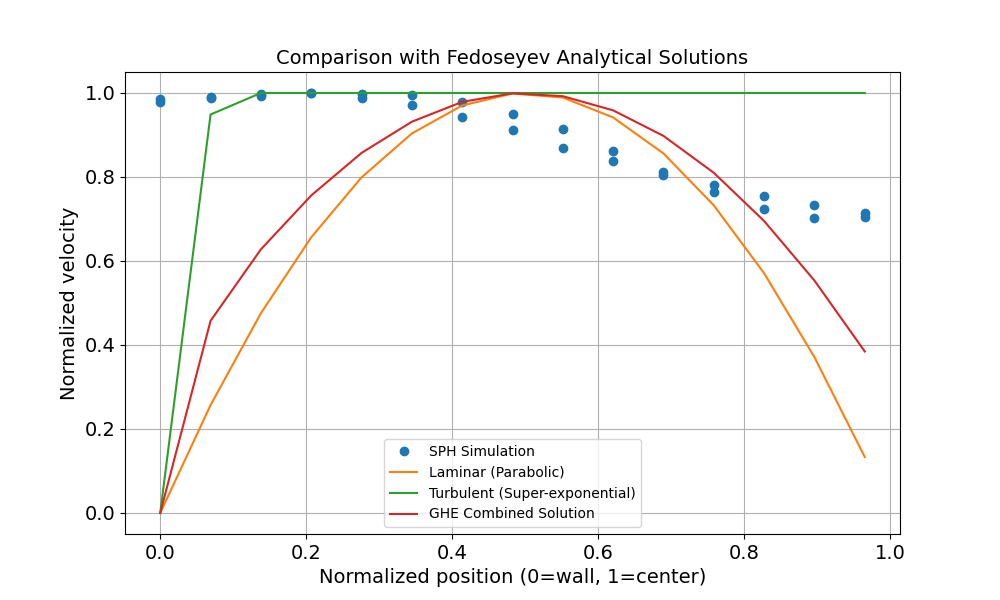 Comparison with Fedoseyev Analytical Solutions
Normalized velocity
1.0
0.8
0.6
0.4
0.2
0.0
SPH Simulation
Laminar (Parabolic)
Turbulent (Super-exponential)
GHE Combined Solution
0.0 0.2 0.4 0.6 0.8 1.0
Normalized position (0=wall, 1=center)